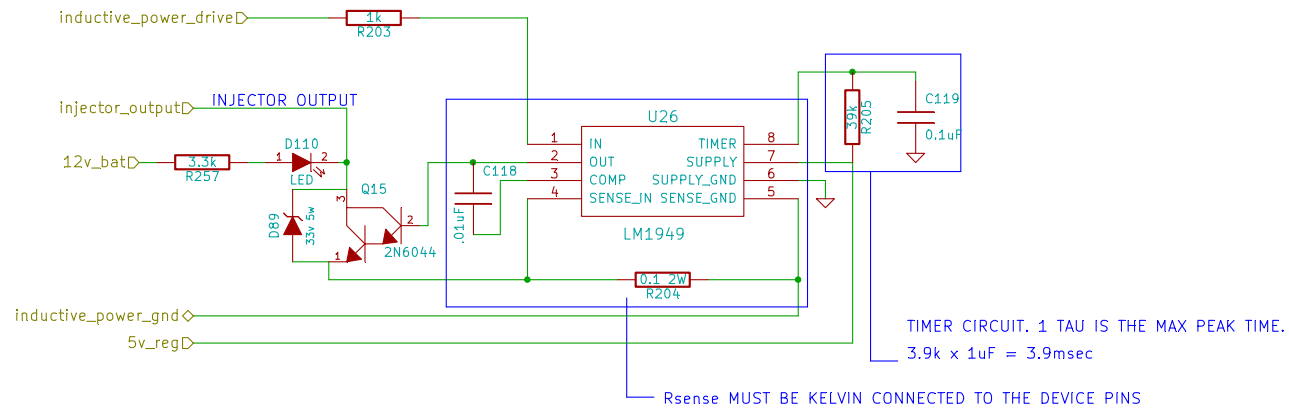 inductive_power_drive
1k
R203
injector_output
INJECTOR OUTPUT
12v_bat
3.3k
R257
D110
1
2
LED
Q15
3
2
1
2N6044
D89
33v 5w
C118
.01uF
U26
1
IN
2
OUT
3
COMP
4
SENSE_IN
TIMER
8
SUPPLY
7
SUPPLY_GND
6
SENSE_GND
5
LM1949
0.1 2W
R204
39k
R205
C119
0.1uF
inductive_power_gnd
5v_reg
TIMER CIRCUIT. 1 TAU IS THE MAX PEAK TIME.
3.9k x 1uF = 3.9msec
Rsense MUST BE KELVIN CONNECTED TO THE DEVICE PINS